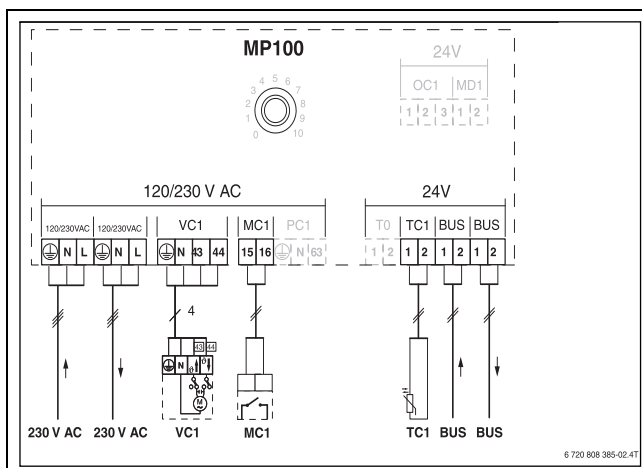 MP100
24V
OC1 MD1
1 2 3 1 2
0 1 2 3 4 5 6 7 8 9 10
120/230 V AC
24V
120/230VAC 120/230VAC VC1 MC1 PC1 T0 TC1 BUS BUS
N L N L N 43 44 15 16 N 63 1 2 1 2 1 2 1 2
4
43 44
N ϑ ϑ
M
230 V AC 230 V AC VC1 MC1 TC1 BUS BUS
6 720 808 385-02.4T